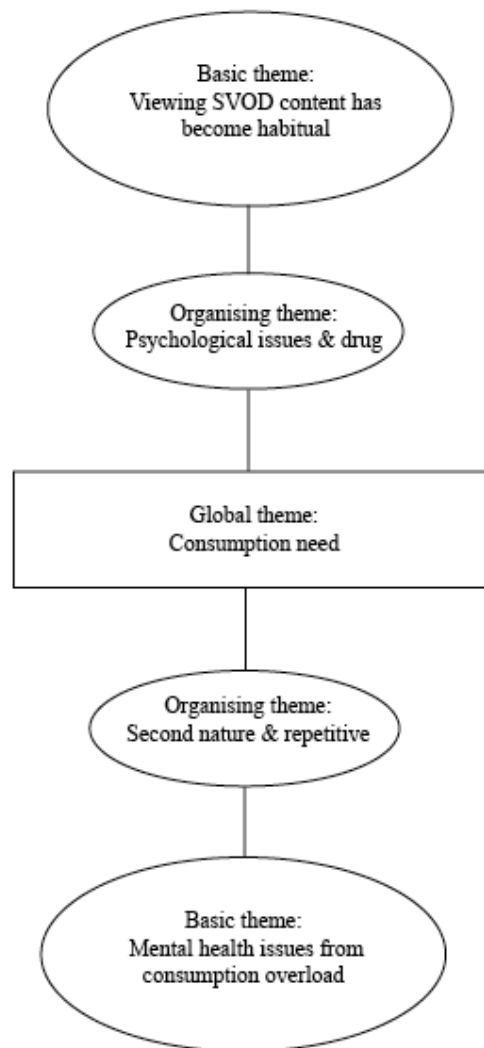 Basic theme:
Viewing SVOD content has
become habitual
Organising theme:
Psychological issues & drug
Global theme:
Consumption need
Organising theme:
Second nature & repetitive
Basic theme:
Mental health issues from
consumption overload